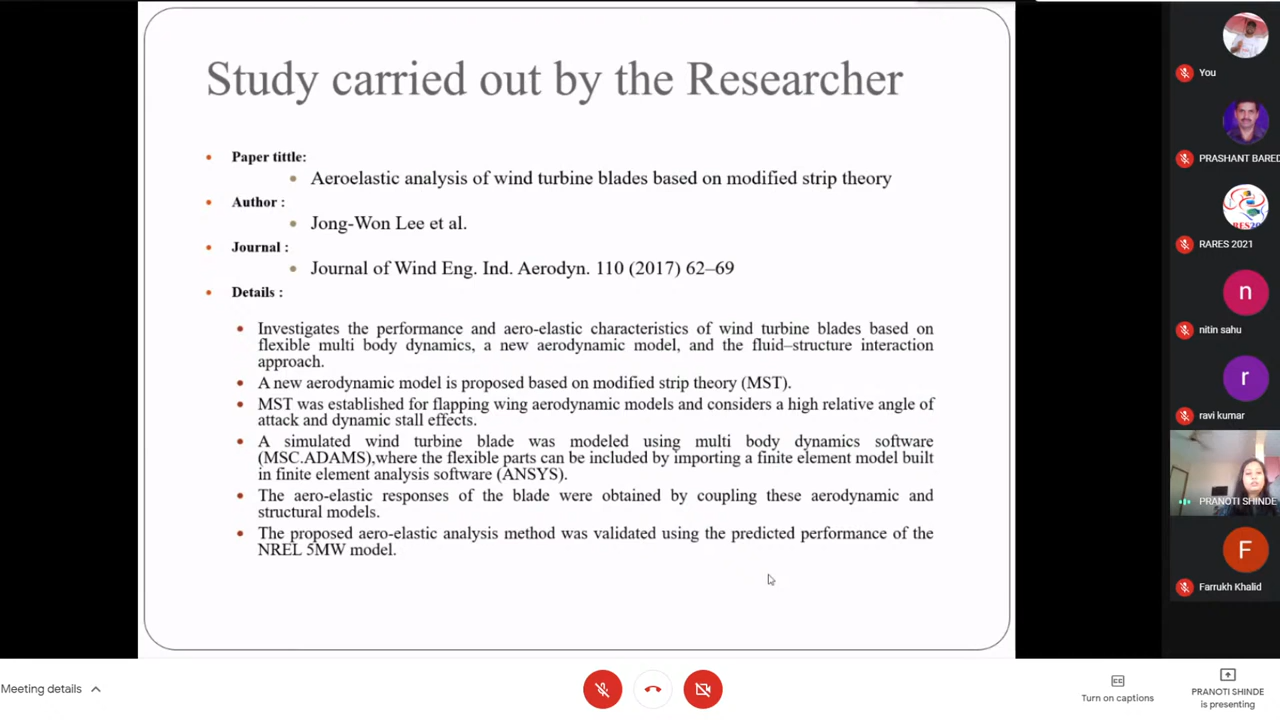 Study carried out by the Researcher
Paper tittle:
Aeroelastic analysis of wind turbine blades based on modified strip theory
Author :
Jong-Won Lee et al.
Journal :
Journal of Wind Eng. Ind. Aerodyn. 110 (2017) 62–69
Details :
Investigates the performance and aero-elastic characteristics of wind turbine blades based on
flexible multi body dynamics, a new aerodynamic model, and the fluid–structure interaction
approach.
A new aerodynamic model is proposed based on modified strip theory (MST).
MST was established for flapping wing aerodynamic models and considers a high relative angle of
attack and dynamic stall effects.
A simulated wind turbine blade was modeled using multi body dynamics software
(MSC.ADAMS),where the flexible parts can be included by importing a finite element model built
in finite element analysis software (ANSYS).
The aero-elastic responses of the blade were obtained by coupling these aerodynamic and
structural models.
The proposed aero-elastic analysis method was validated using the predicted performance of the
NREL 5MW model.
You
PRASHANT BARED
RARES 2021
n
nitin sahu
r
ravi kumar
PRANOTI SHINDE
F
Farrukh Khalid
Meeting details
Turn on captions
PRANOTI SHINDE
is presenting